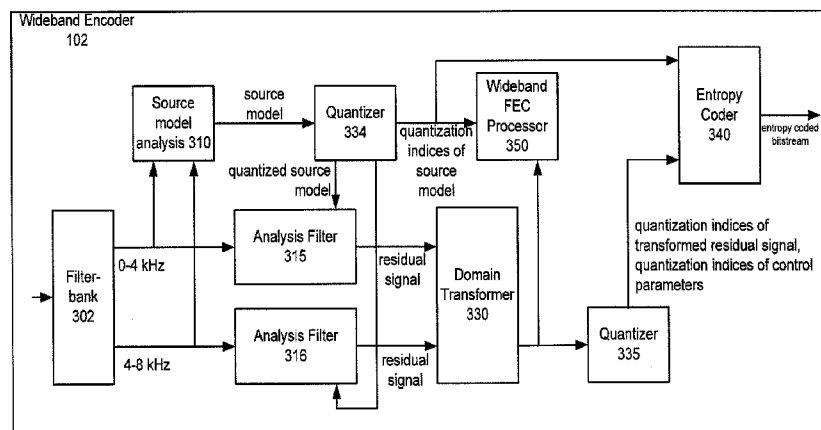 Wideband Encoder
102
Source
model
analysis 310
source
model
Quantizer
334
quantization
indices of
source
model
Wideband
FEC
Processor
350
Entropy
Coder
340
entropy coded
bitstream
quantized source
model
Filter-
bank
302
0-4 kHz
4-8 kHz
Analysis Filter
315
residual
signal
Analysis Filter
316
residual
signal
Domain
Transformer
330
Quantizer
335
quantization indices of
transformed residual signal,
quantization indices of control
parameters